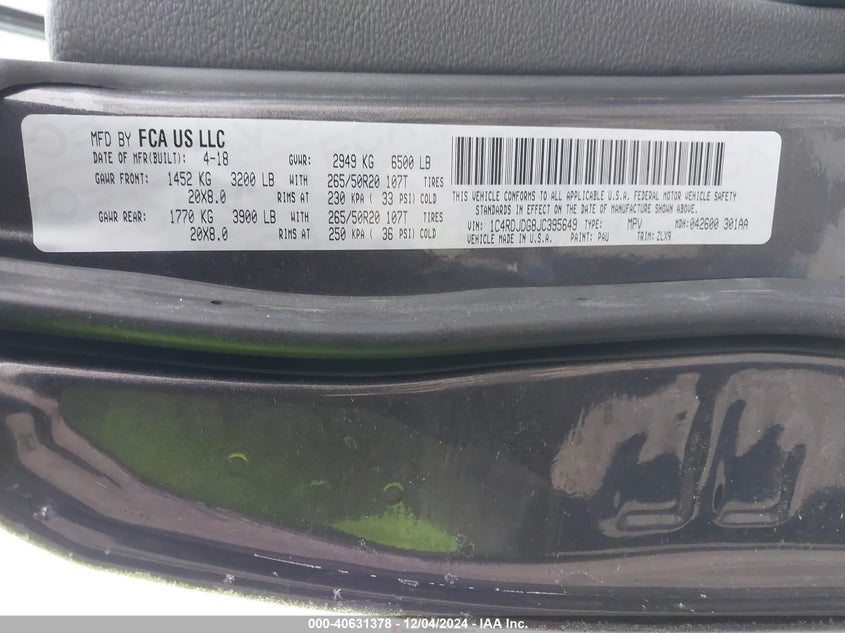 MFD BY FCA US LLC
DATE OF MFR(BUILT): 4-18 GVWR: 2949 KG 6500 LB
GAWR FRONT: 1452 KG 3200 LB WITH 265/50R20 107T TIRES
20X8.0 RIMS AT 230 KPA ( 33 PSI) COLD
GAWR REAR: 1770 KG 3900 LB WITH 265/50R20 107T TIRES
20X8.0 RIMS AT 250 KPA ( 36 PSI) COLD
THIS VEHICLE CONFORMS TO ALL APPLICABLE U.S.A. FEDERAL MOTOR VEHICLE SAFETY
STANDARDS IN EFFECT ON THE DATE OF MANUFACTURE SHOWN ABOVE.
VIN: 1C4RDJDG8JC395649 TYPE: MPV MDH:042600 301AA
VEHICLE MADE IN U.S.A. PAINT: PAU TRIM: ZLX9
000-40631378 - 12/04/2024 - IAA Inc.